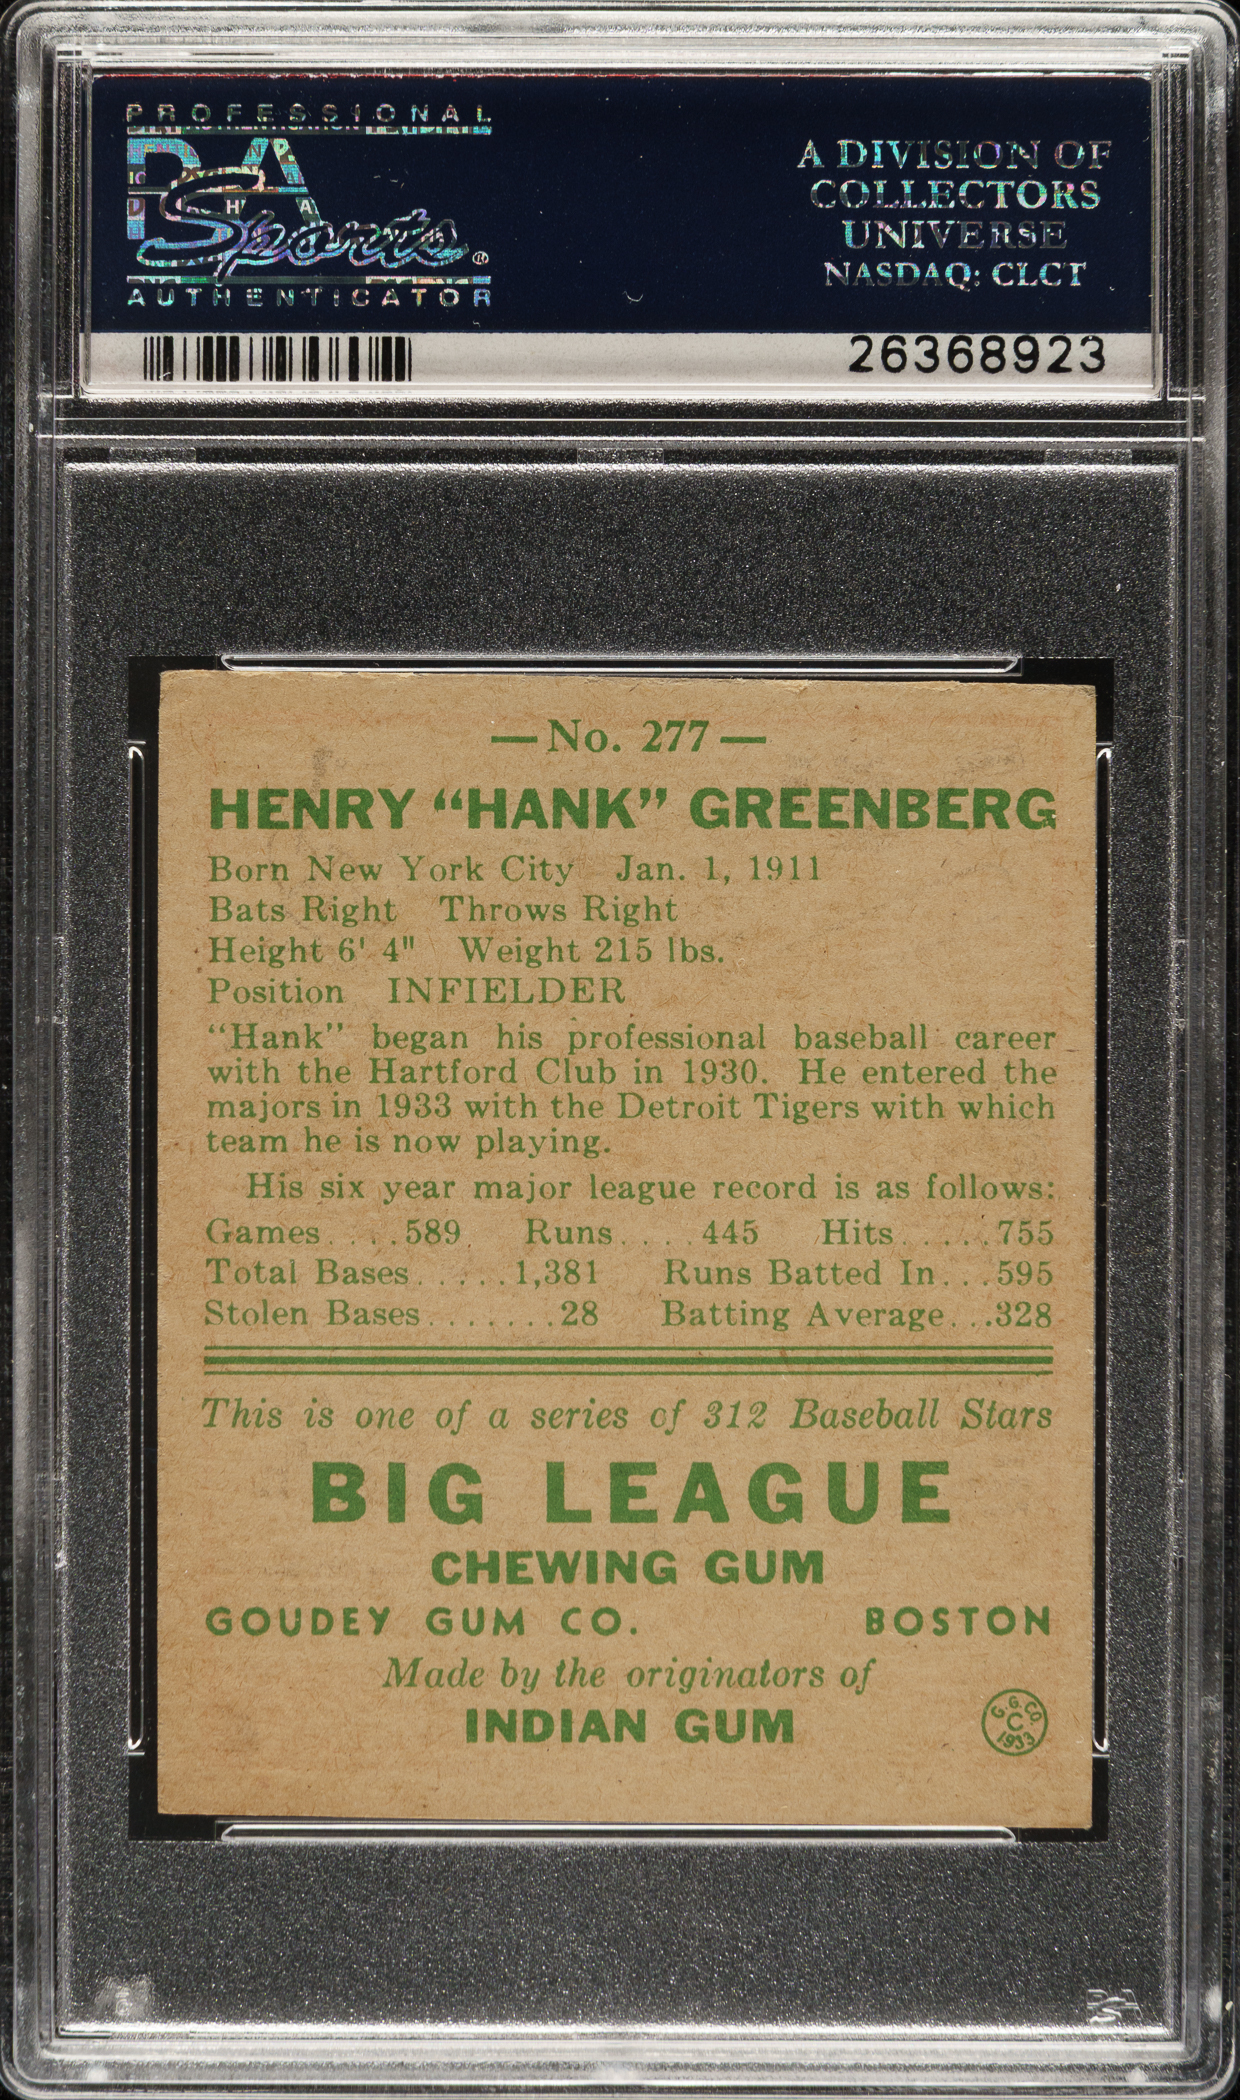 PROFESSIONAL
PSA
Sports®
AUTHENTICATOR
A DIVISION OF
COLLECTORS
UNIVERSE
NASDAQ: CLCT
26368923
—No. 277—
HENRY “HANK” GREENBERG
Born New York City Jan. 1, 1911
Bats Right Throws Right
Height 6' 4" Weight 215 lbs.
Position INFIELDER
“Hank” began his professional baseball career
with the Hartford Club in 1930. He entered the
majors in 1933 with the Detroit Tigers with which
team he is now playing.
His six year major league record is as follows:
Games....589 Runs....445 Hits.....755
Total Bases.....1,381 Runs Batted In...595
Stolen Bases.......28 Batting Average...328
This is one of a series of 312 Baseball Stars
BIG LEAGUE
CHEWING GUM
GOUDEY GUM CO. BOSTON
Made by the originators of
INDIAN GUM
G.G.CO.
C
1933
PSA